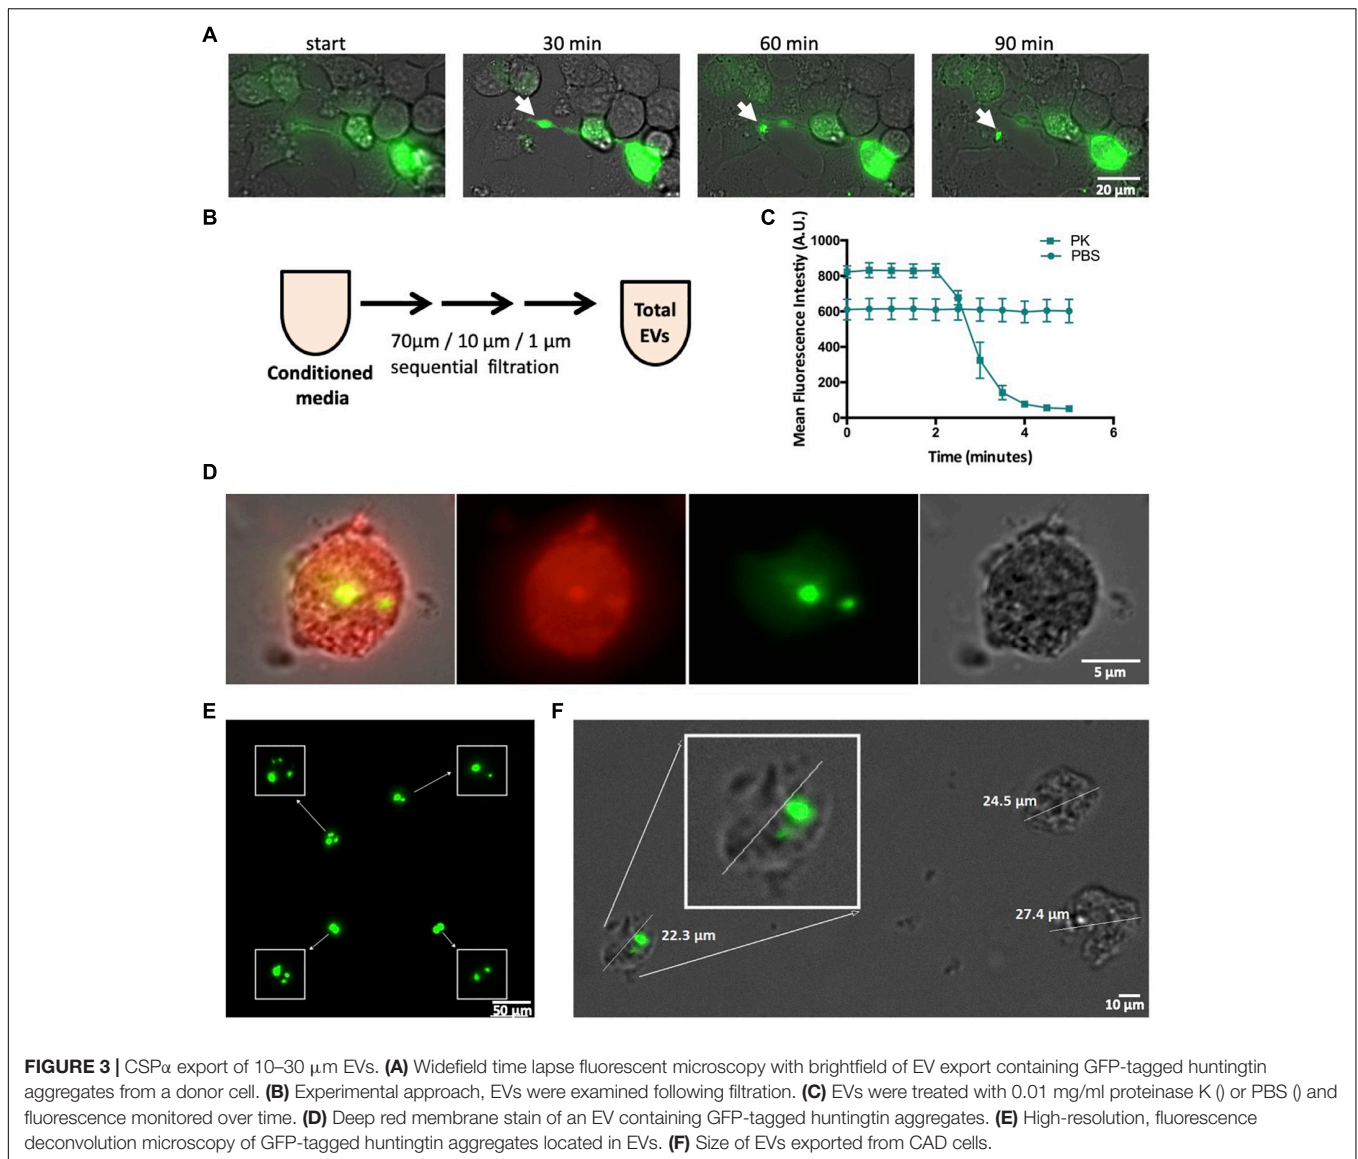 A
start
30 min
60 min
90 min
20 μm
B
Conditioned
media
70μm / 10 μm / 1 μm
sequential filtration
Total
EVs
C
Mean Fluorescence Intestiy (A.U.)
1000
800
600
400
200
0
0
2
4
6
Time (minutes)
PK
PBS
D
5 μm
E
50 μm
F
22.3 μm
24.5 μm
27.4 μm
10 μm
FIGURE 3 | CSPα export of 10–30 μm EVs. (A) Widefield time lapse fluorescent microscopy with brightfield of EV export containing GFP-tagged huntingtin
aggregates from a donor cell. (B) Experimental approach, EVs were examined following filtration. (C) EVs were treated with 0.01 mg/ml proteinase K () or PBS () and
fluorescence monitored over time. (D) Deep red membrane stain of an EV containing GFP-tagged huntingtin aggregates. (E) High-resolution, fluorescence
deconvolution microscopy of GFP-tagged huntingtin aggregates located in EVs. (F) Size of EVs exported from CAD cells.